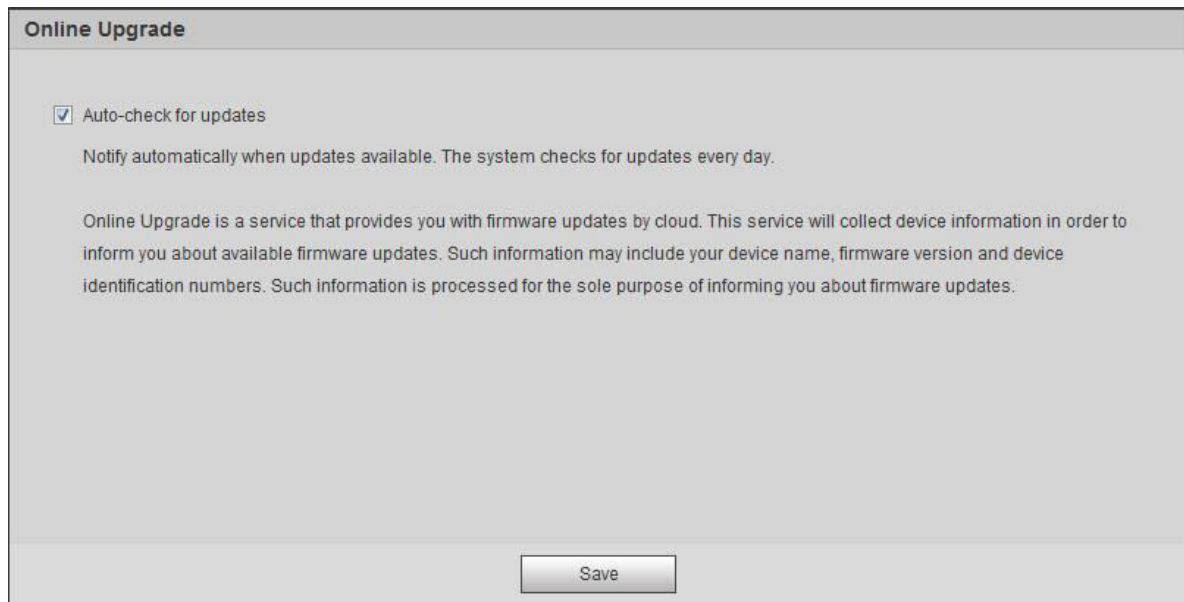 Online Upgrade
Auto-check for updates
Notify automatically when updates available. The system checks for updates every day.
Online Upgrade is a service that provides you with firmware updates by cloud. This service will collect device information in order to
inform you about available firmware updates. Such information may include your device name, firmware version and device
identification numbers. Such information is processed for the sole purpose of informing you about firmware updates.
Save